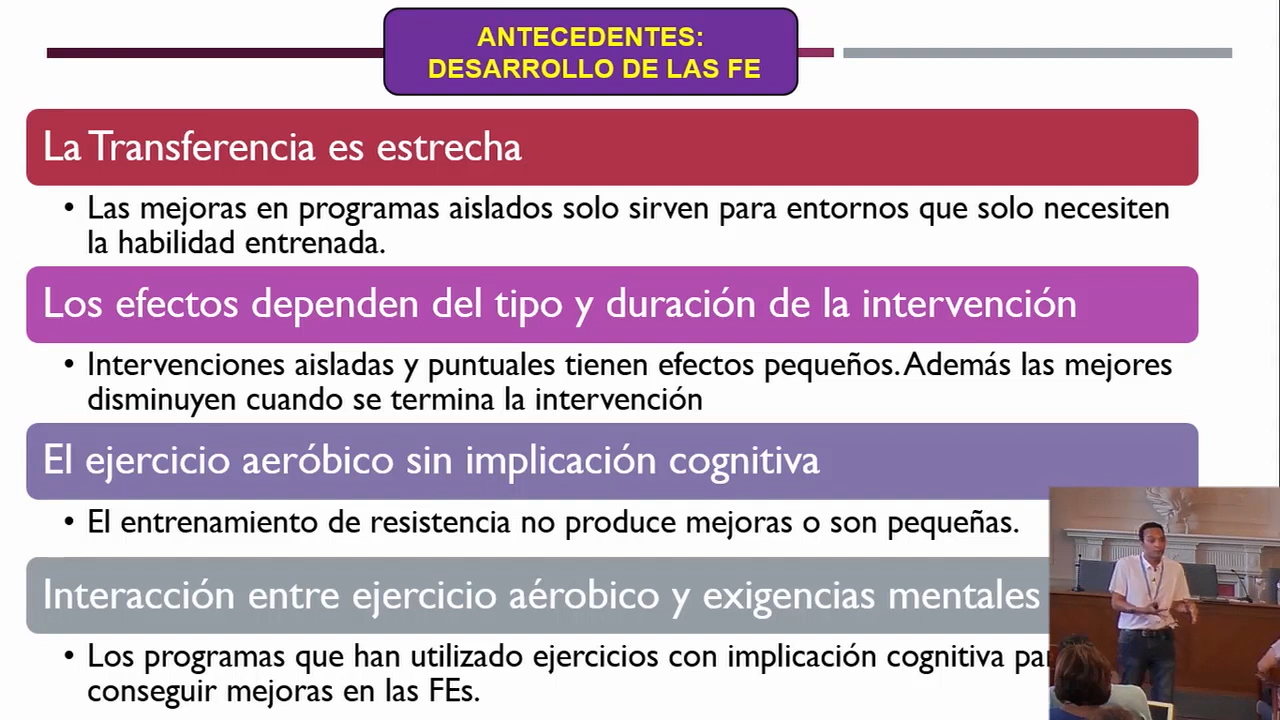 ANTECEDENTES:
DESARROLLO DE LAS FE
La Transferencia es estrecha
• Las mejoras en programas aislados solo sirven para entornos que solo necesiten
la habilidad entrenada.
Los efectos dependen del tipo y duración de la intervención
• Intervenciones aisladas y puntuales tienen efectos pequeños. Además las mejores
disminuyen cuando se termina la intervención
El ejercicio aeróbico sin implicación cognitiva
• El entrenamiento de resistencia no produce mejoras o son pequeñas.
Interacción entre ejercicio aérobico y exigencias mentales
• Los programas que han utilizado ejercicios con implicación cognitiva
conseguir mejoras en las FEs.